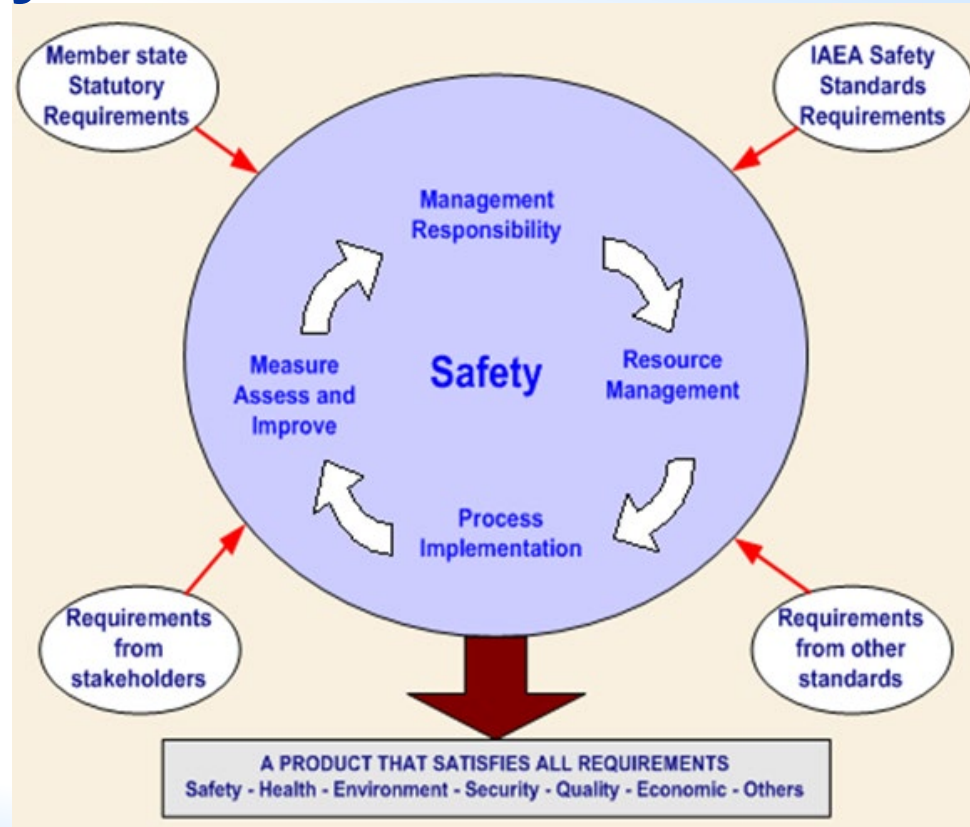 Member state
Statutory
Requirements
IAEA Safety
Standards
Requirements
Management
Responsibility
Measure
Assess and
Improve
Safety
Resource
Management
Process
Implementation
Requirements
from
stakeholders
Requirements
from other
standards
A PRODUCT THAT SATISFIES ALL REQUIREMENTS
Safety - Health - Environment - Security - Quality - Economic - Others